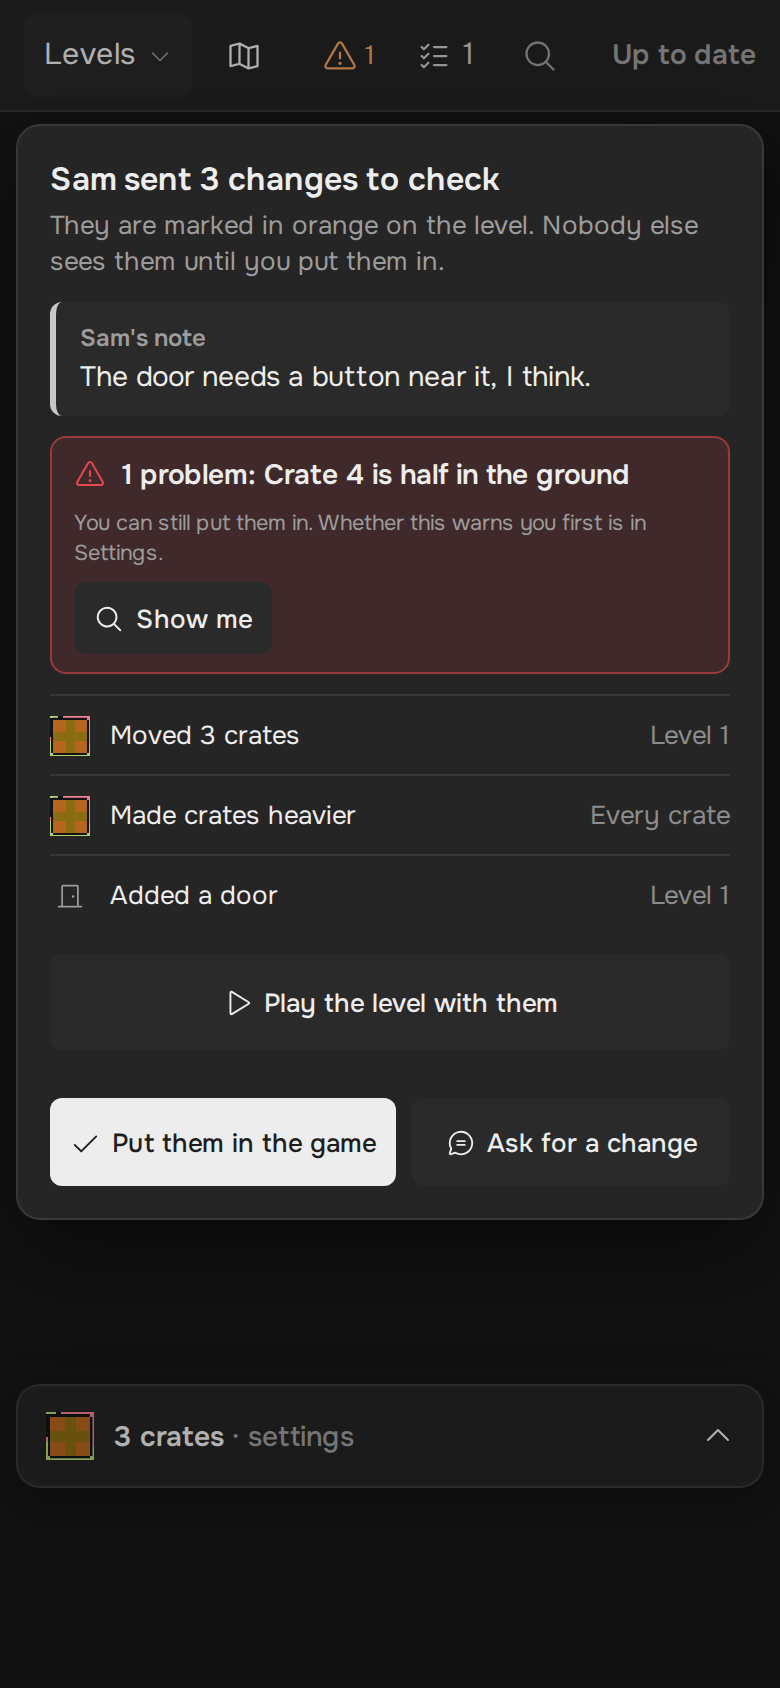 Levels
1
1
Up to date
Sam sent 3 changes to check
They are marked in orange on the level. Nobody else
sees them until you put them in.
Sam's note
The door needs a button near it, I think.
1 problem: Crate 4 is half in the ground
You can still put them in. Whether this warns you first is in
Settings.
Show me
Moved 3 crates
Level 1
Made crates heavier
Every crate
Added a door
Level 1
Play the level with them
Put them in the game
Ask for a change
3 crates · settings